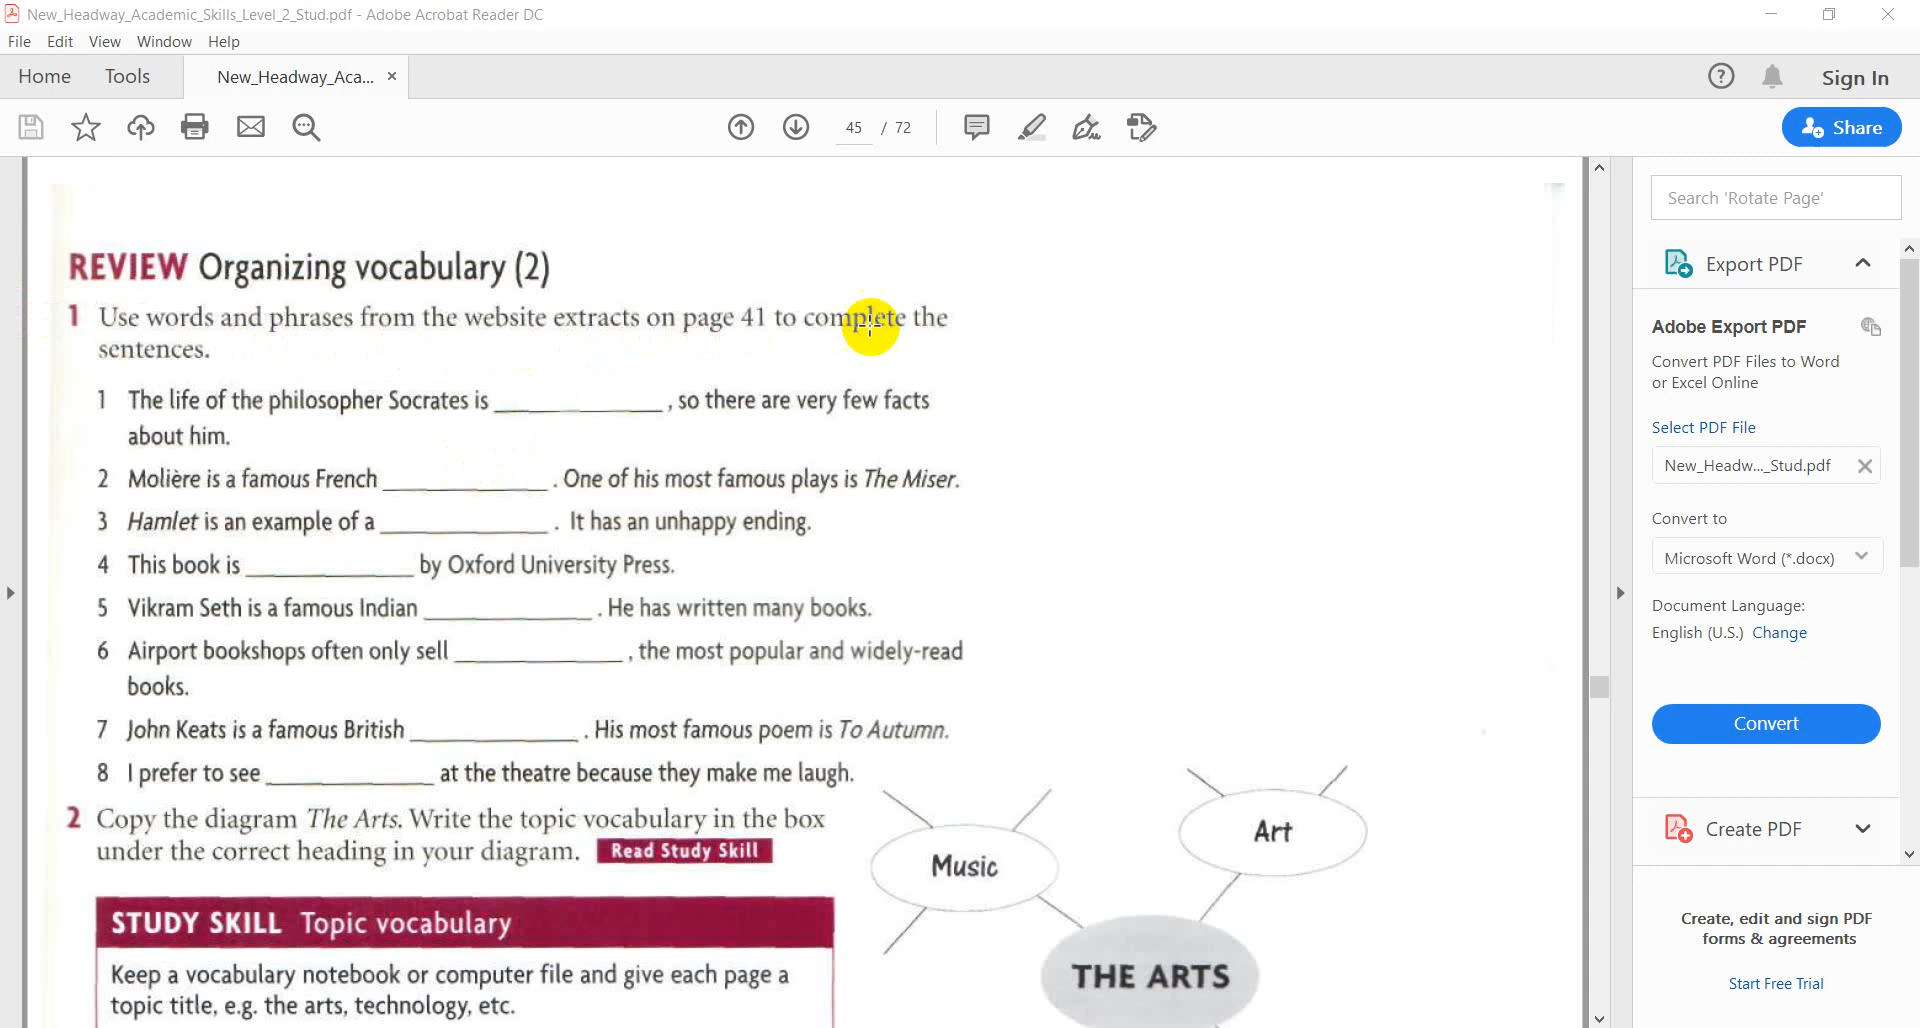 New_Headway_Academic_Skills_Level_2_Stud.pdf - Adobe Acrobat Reader DC
File Edit View Window Help
Home Tools New_Headway_Aca... × Sign In
45 / 72 Share
Search 'Rotate Page'
REVIEW Organizing vocabulary (2)
1 Use words and phrases from the website extracts on page 41 to complete the
sentences.
1 The life of the philosopher Socrates is ____________, so there are very few facts
about him.
2 Molière is a famous French ____________. One of his most famous plays is The Miser.
3 Hamlet is an example of a ____________. It has an unhappy ending.
4 This book is ____________ by Oxford University Press.
5 Vikram Seth is a famous Indian ____________. He has written many books.
6 Airport bookshops often only sell ____________, the most popular and widely-read
books.
7 John Keats is a famous British ____________. His most famous poem is To Autumn.
8 I prefer to see ____________ at the theatre because they make me laugh.
2 Copy the diagram The Arts. Write the topic vocabulary in the box
under the correct heading in your diagram. Read Study Skill
STUDY SKILL Topic vocabulary
Keep a vocabulary notebook or computer file and give each page a
topic title, e.g. the arts, technology, etc.
Music
Art
THE ARTS
Export PDF
Adobe Export PDF
Convert PDF Files to Word
or Excel Online
Select PDF File
New_Headw..._Stud.pdf
Convert to
Microsoft Word (*.docx)
Document Language:
English (U.S.) Change
Convert
Create PDF
Create, edit and sign PDF
forms & agreements
Start Free Trial